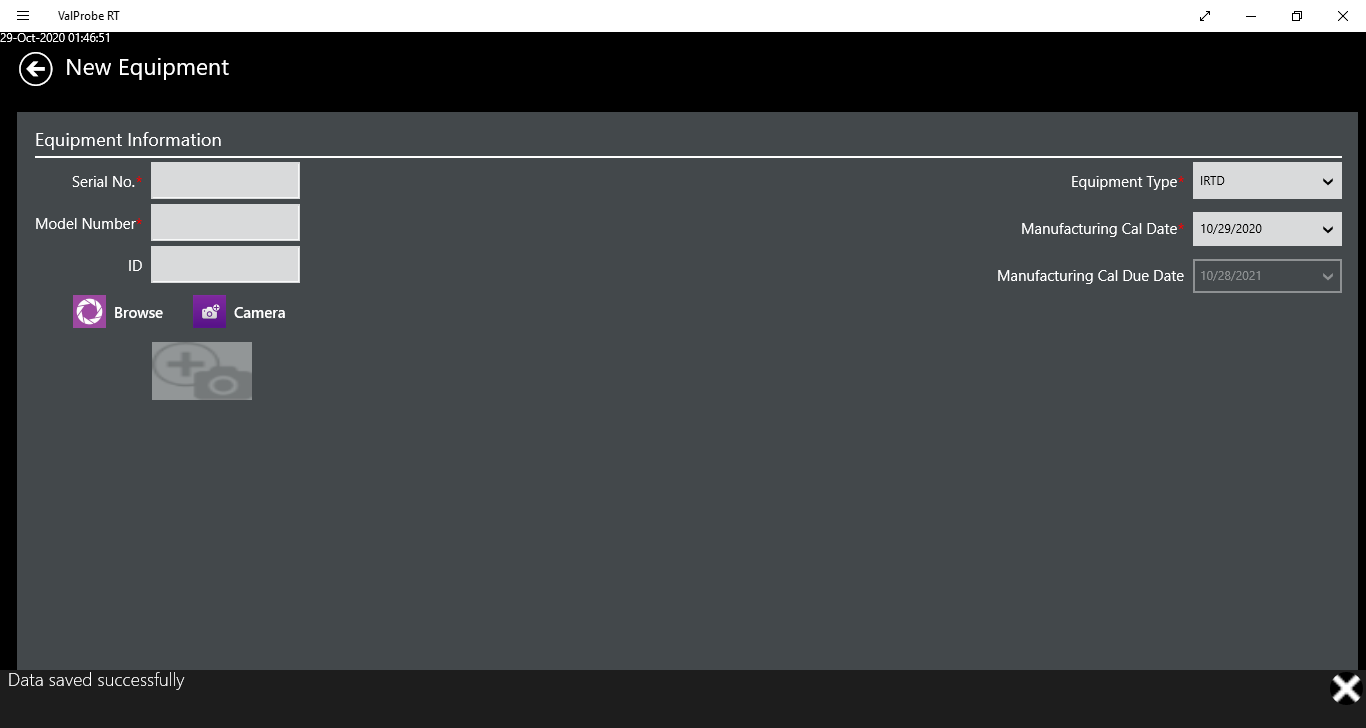 ValProbe RT
29-Oct-2020 01:46:51
New Equipment
Equipment Information
Serial No.*
Equipment Type* IRTD
Model Number*
Manufacturing Cal Date* 10/29/2020
ID
Manufacturing Cal Due Date 10/28/2021
Browse Camera
Data saved successfully